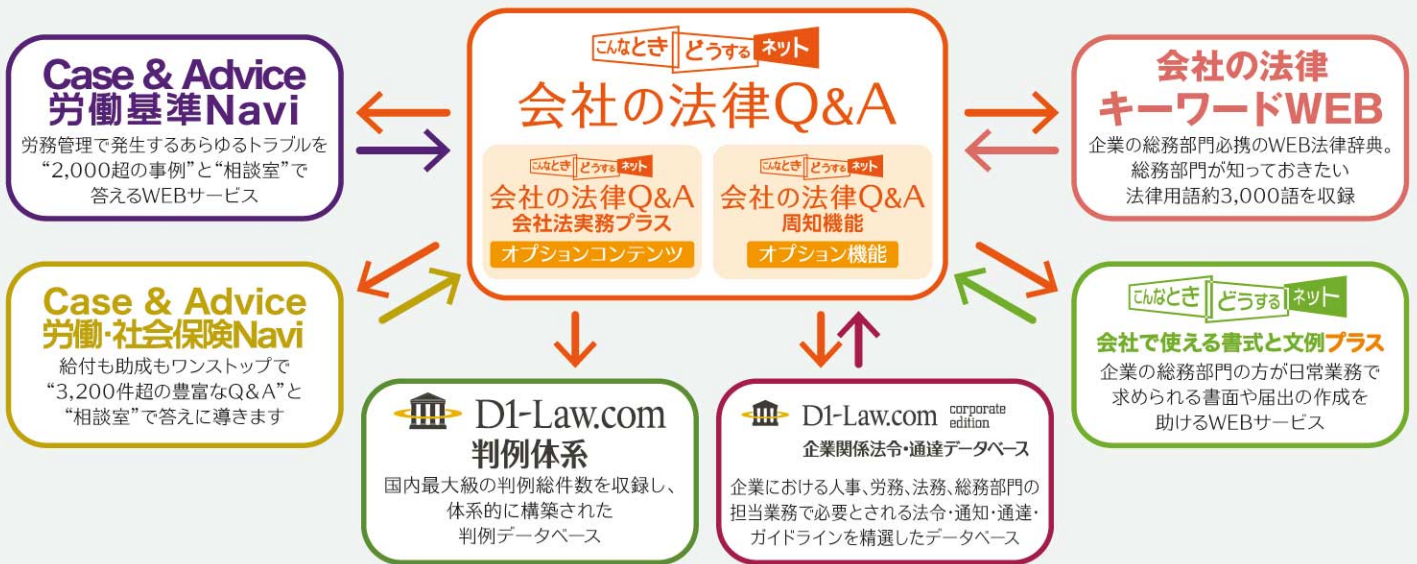 こんなとき どうする ネット
会社の法律Q&A
こんなとき どうする ネット
会社の法律Q&A
会社法実務プラス
オプションコンテンツ
こんなとき どうする ネット
会社の法律Q&A
周知機能
オプション機能
Case & Advice
労働基準Navi
労務管理で発生するあらゆるトラブルを
“2,000超の事例”と“相談室”で
答えるWEBサービス
会社の法律
キーワードWEB
企業の総務部門必携のWEB法律辞典。
総務部門が知っておきたい
法律用語約3,000語を収録
Case & Advice
労働・社会保険Navi
給付も助成もワンストップで
“3,200件超の豊富なQ&A”と
“相談室”で答えに導きます
こんなとき どうする ネット
会社で使える書式と文例プラス
企業の総務部門の方が日常業務で
求められる書面や届出の作成を
助けるWEBサービス
D1-Law.com
判例体系
国内最大級の判例総件数を収録し、
体系的に構築された
判例データベース
D1-Law.com corporate edition
企業関係法令・通達データベース
企業における人事、労務、法務、総務部門の
担当業務で必要とされる法令・通知・通達・
ガイドラインを精選したデータベース